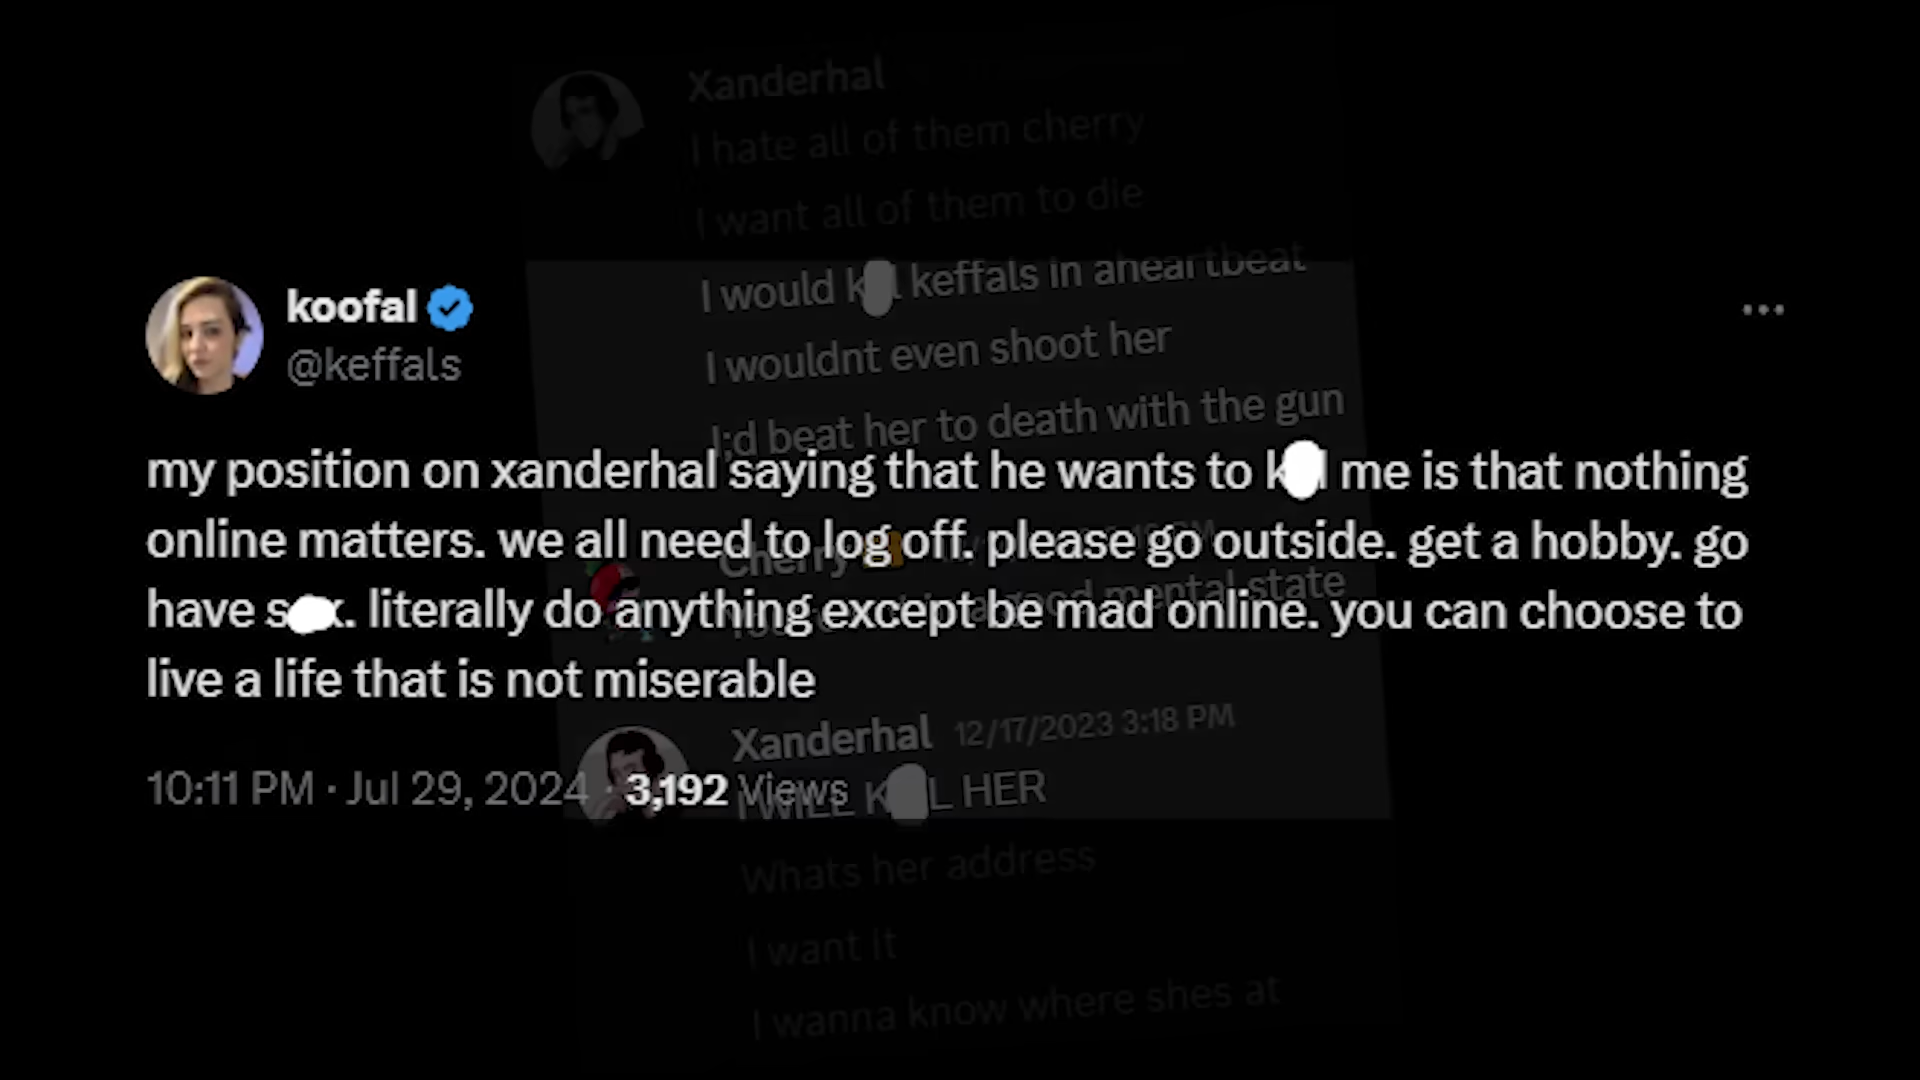 Xanderhal
I hate all of them cherry
I want all of them to die
I would k l keffals in aheartbeat
I wouldnt even shoot her
I;d beat her to death with the gun
koofal
@keffals
my position on xanderhal saying that he wants to k l me is that nothing
online matters. we all need to log off. please go outside. get a hobby. go
have s x. literally do anything except be mad online. you can choose to
live a life that is not miserable
10:11 PM · Jul 29, 2024 · 3,192 Views
Cherry
good mental state
Xanderhal 12/17/2023 3:18 PM
I WILL K L HER
Whats her address
I want it
I wanna know where shes at